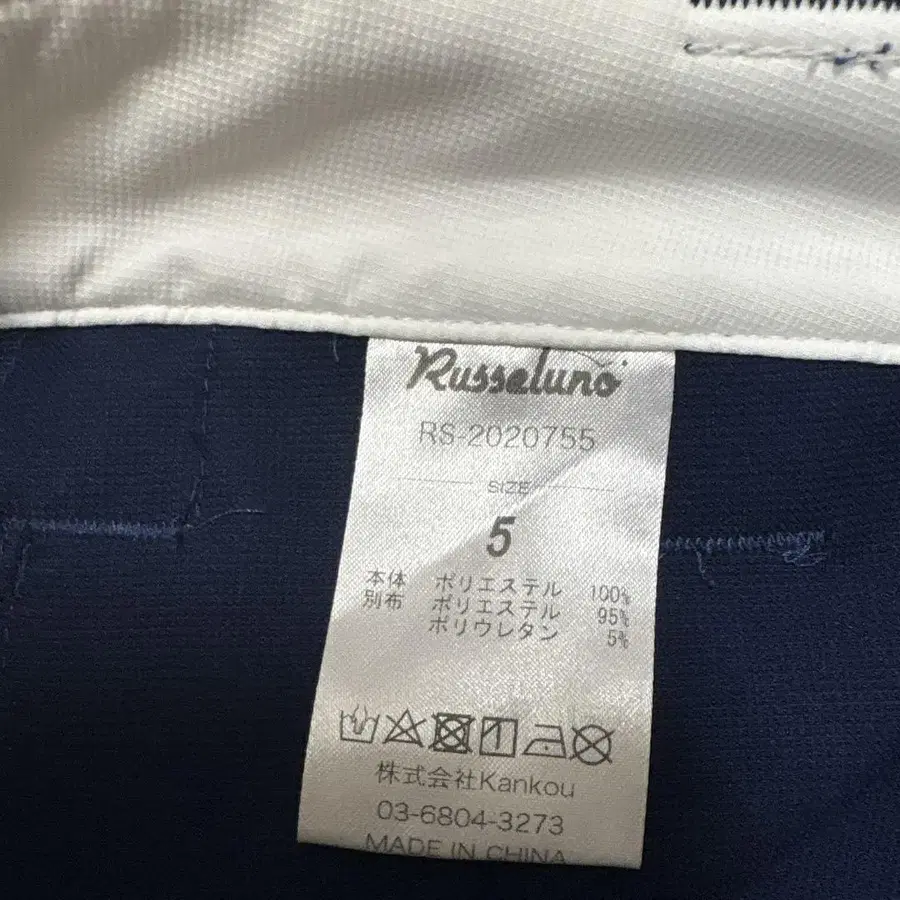 Russeluno
RS-2020755
SIZE
5
本体 ポリエステル 100%
別布 ポリエステル 95%
ポリウレタン 5%
株式会社Kankou
03-6804-3273
MADE IN CHINA